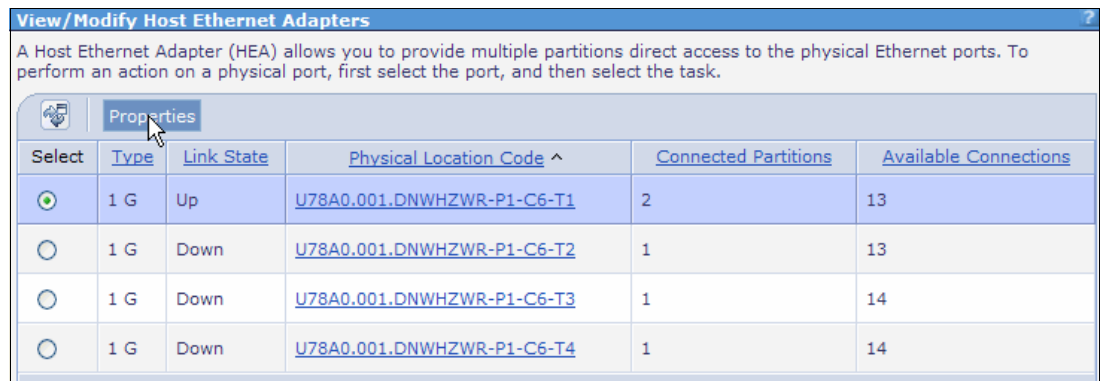 View/Modify Host Ethernet Adapters ?
A Host Ethernet Adapter (HEA) allows you to provide multiple partitions direct access to the physical Ethernet ports. To
perform an action on a physical port, first select the port, and then select the task.
Properties
Select Type Link State Physical Location Code ^ Connected Partitions Available Connections
1 G Up U78A0.001.DNWHZWR-P1-C6-T1 2 13
1 G Down U78A0.001.DNWHZWR-P1-C6-T2 1 13
1 G Down U78A0.001.DNWHZWR-P1-C6-T3 1 14
1 G Down U78A0.001.DNWHZWR-P1-C6-T4 1 14